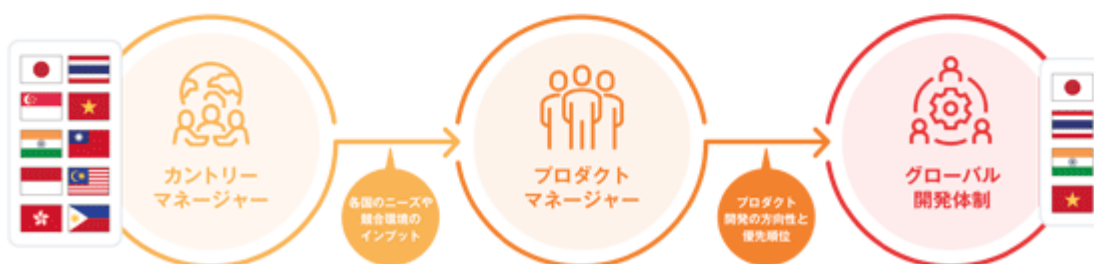 カントリー
マネージャー
各国のニーズや
競合環境の
インプット
プロダクト
マネージャー
プロダクト
開発の方向性と
優先順位
グローバル
開発体制